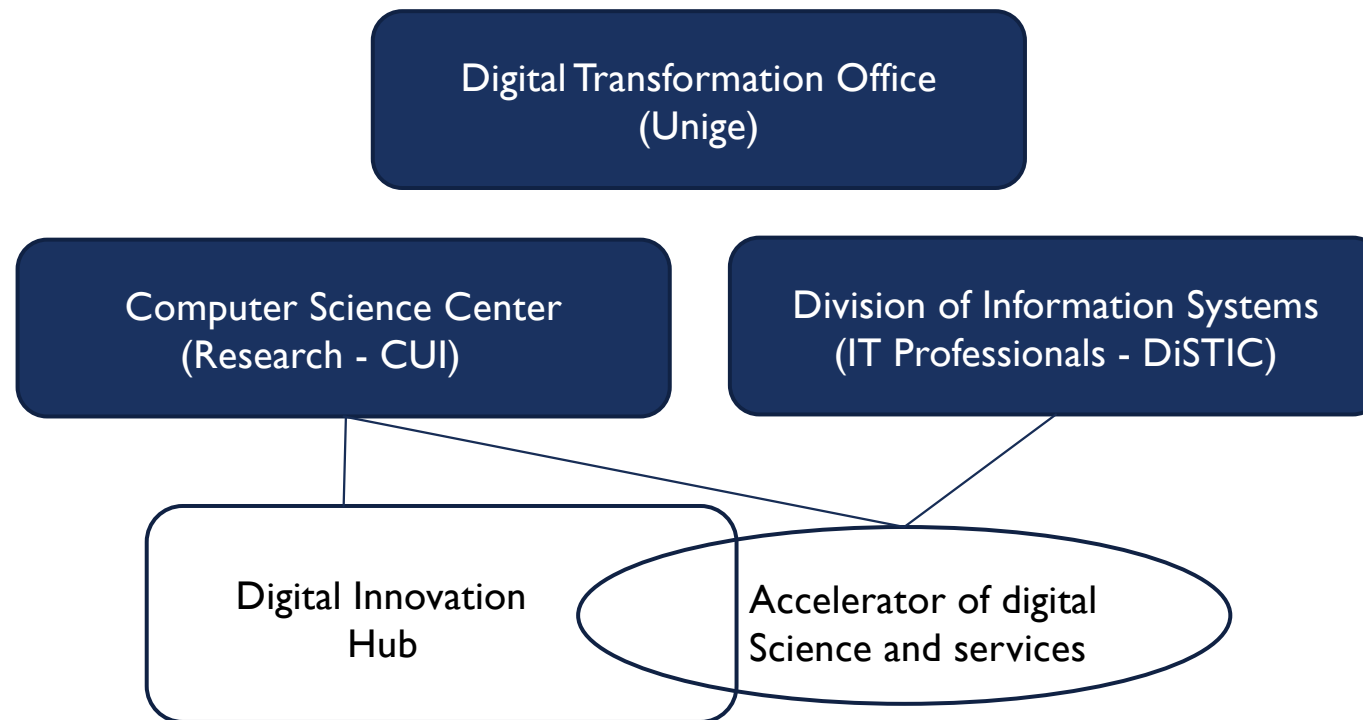 Digital Transformation Office
(Unige)
Computer Science Center
(Research - CUI)
Division of Information Systems
(IT Professionals - DiSTIC)
Digital Innovation
Hub
Accelerator of digital
Science and services